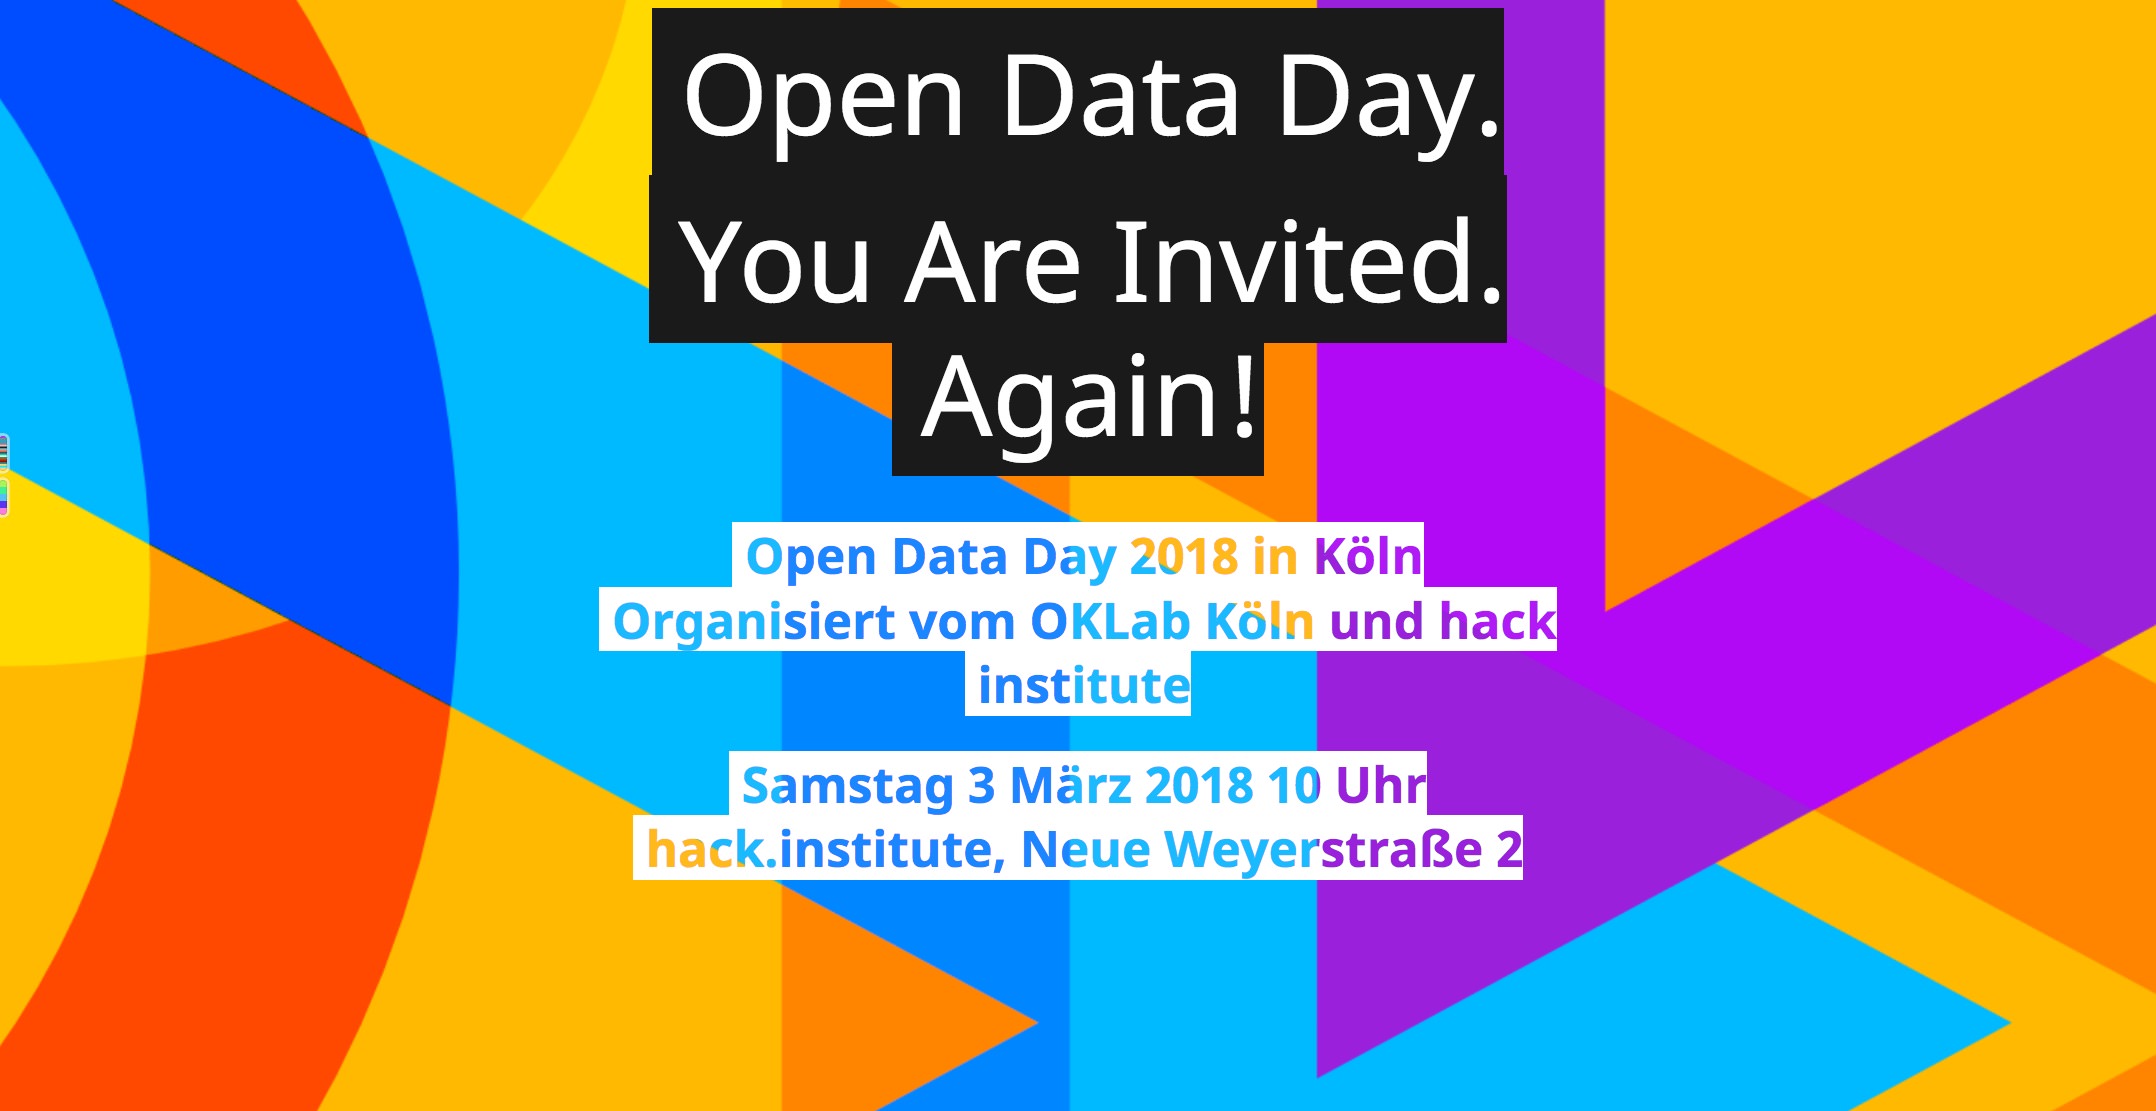 Open Data Day.
You Are Invited.
Again!
Open Data Day 2018 in Köln
Organisiert vom OKLab Köln und hack
institute
Samstag 3 März 2018 10 Uhr
hack.institute, Neue Weyerstraße 2